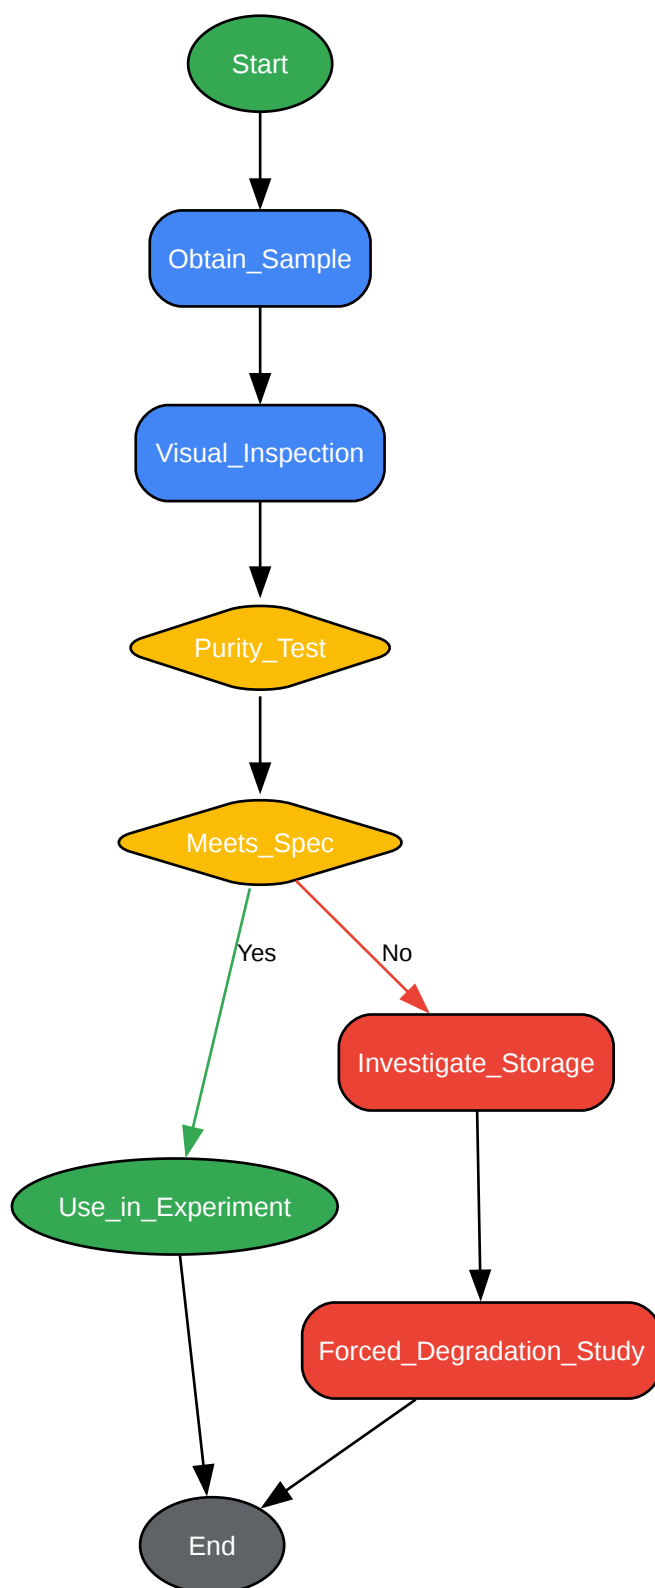 Start
Obtain_Sample
Visual_Inspection
Purity_Test
Meets_Spec
Yes
No
Investigate_Storage
Use_in_Experiment
Forced_Degradation_Study
End